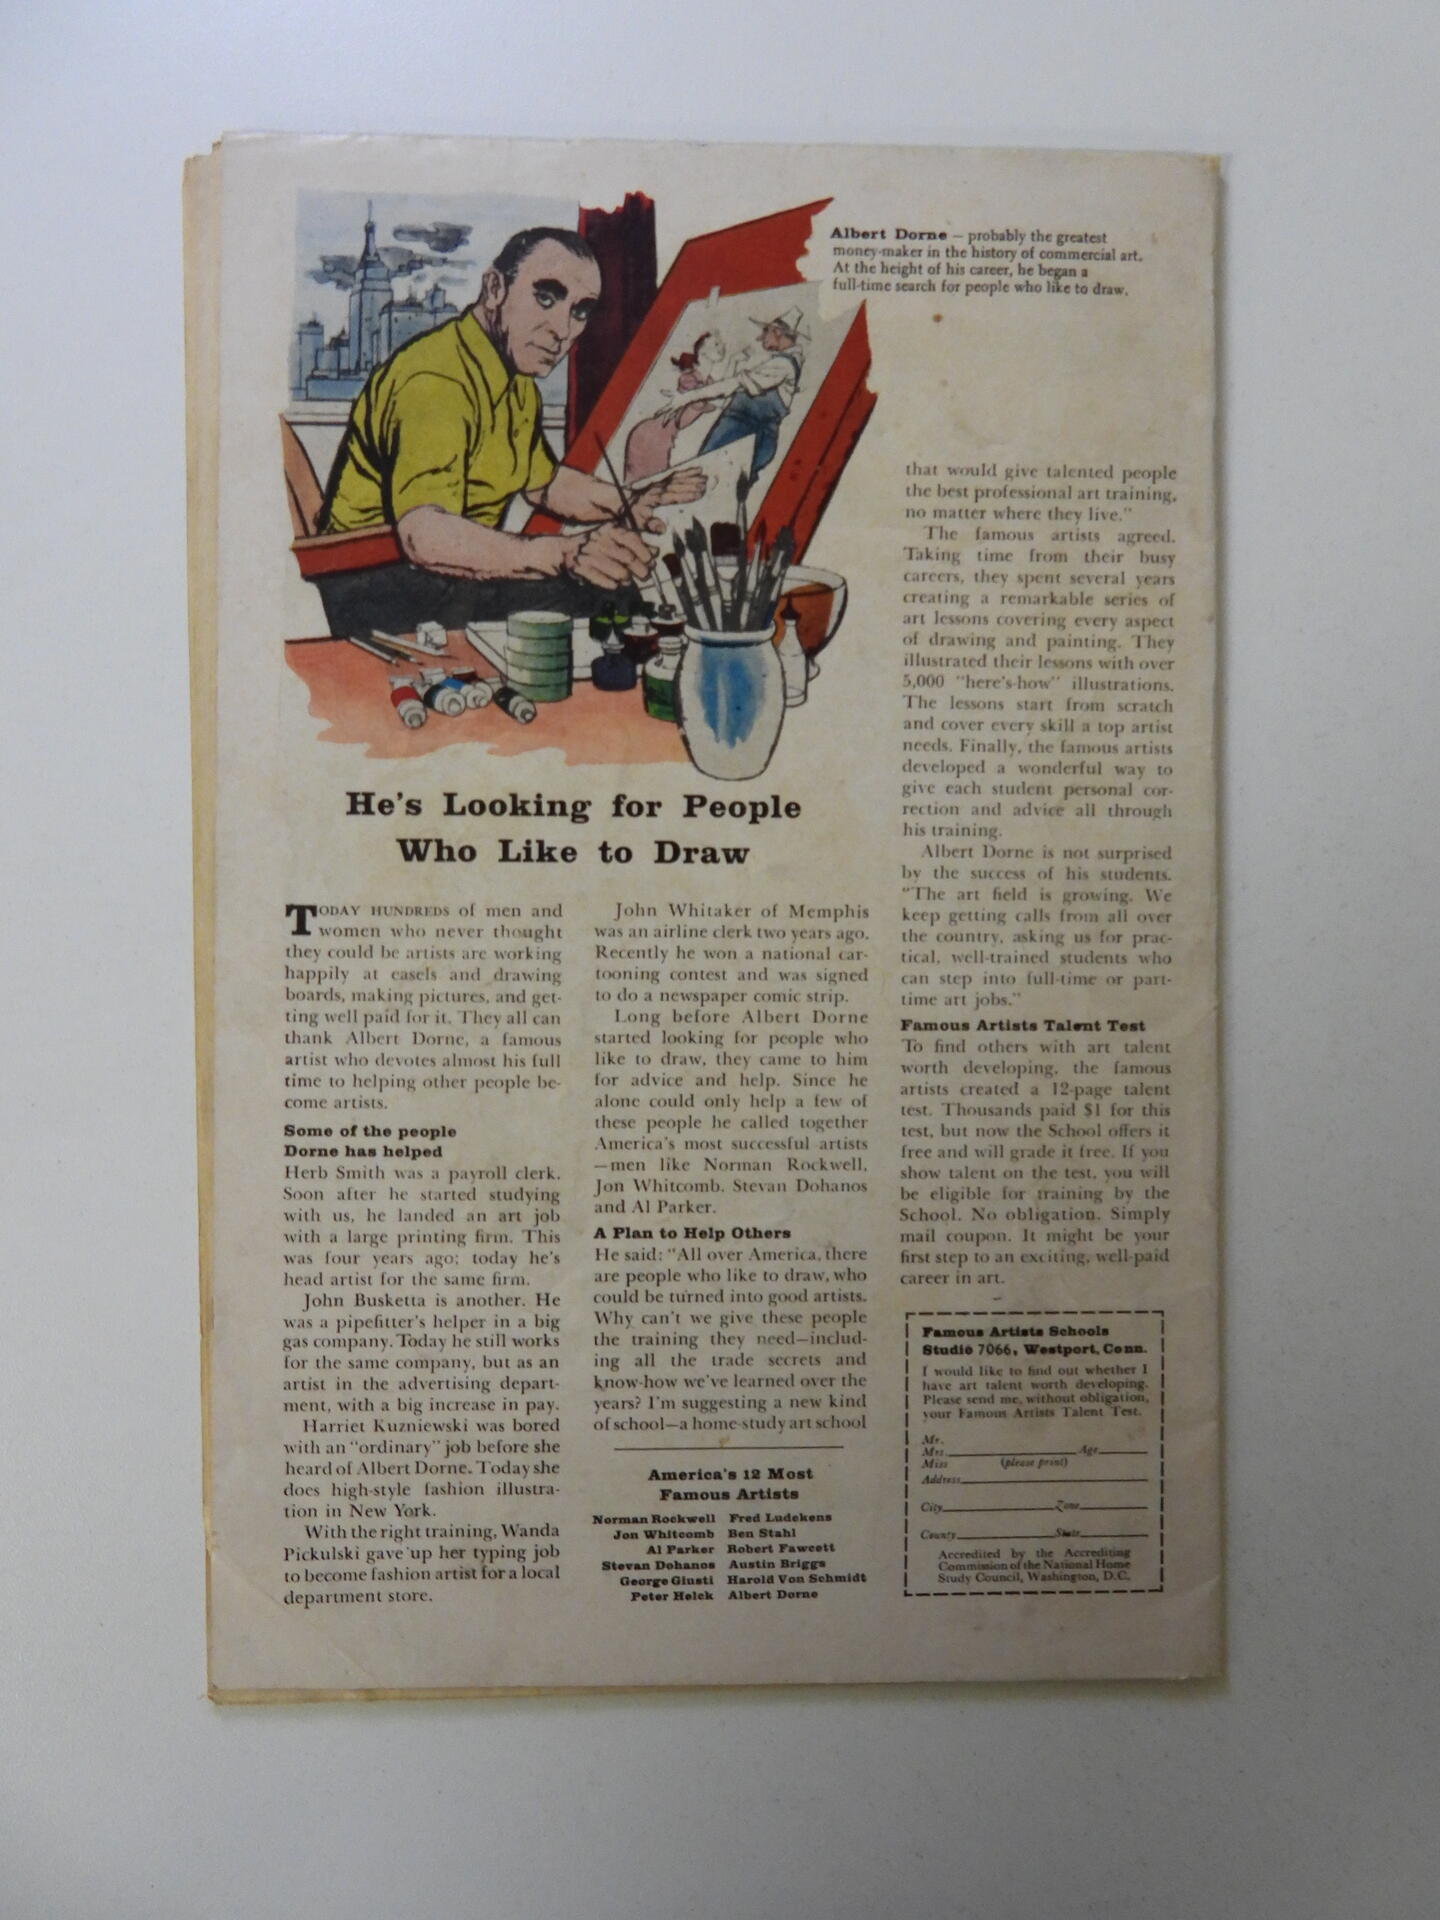 Albert Dorne — probably the greatest
money-maker in the history of commercial art.
At the height of his career, he began a
full-time search for people who like to draw.
He's Looking for People
Who Like to Draw
TODAY HUNDREDS of men and
women who never thought
they could be artists are working
happily at easels and drawing
boards, making pictures, and get-
ting well paid for it. They all can
thank Albert Dorne, a famous
artist who devotes almost his full
time to helping other people be-
come artists.
Some of the people
Dorne has helped
Herb Smith was a payroll clerk.
Soon after he started studying
with us, he landed an art job
with a large printing firm. This
was four years ago; today he's
head artist for the same firm.
John Busketta is another. He
was a pipefitter's helper in a big
gas company. Today he still works
for the same company, but as an
artist in the advertising depart-
ment, with a big increase in pay.
Harriet Kuzniewski was bored
with an "ordinary" job before she
heard of Albert Dorne. Today she
does high-style fashion illustra-
tion in New York.
With the right training, Wanda
Pickulski gave up her typing job
to become fashion artist for a local
department store.
John Whitaker of Memphis
was an airline clerk two years ago.
Recently he won a national car-
tooning contest and was signed
to do a newspaper comic strip.
Long before Albert Dorne
started looking for people who
like to draw, they came to him
for advice and help. Since he
alone could only help a few of
these people he called together
America's most successful artists
—men like Norman Rockwell,
Jon Whitcomb, Stevan Dohanos
and Al Parker.
A Plan to Help Others
He said: "All over America, there
are people who like to draw, who
could be turned into good artists.
Why can't we give these people
the training they need—includ-
ing all the trade secrets and
know-how we've learned over the
years? I'm suggesting a new kind
of school—a home-study art school
America's 12 Most
Famous Artists
Norman Rockwell Fred Ludekens
Jon Whitcomb Ben Stahl
Al Parker Robert Fawcett
Stevan Dohanos Austin Briggs
George Giusti Harold Von Schmidt
Peter Helck Albert Dorne
that would give talented people
the best professional art training,
no matter where they live."
The famous artists agreed.
Taking time from their busy
careers, they spent several years
creating a remarkable series of
art lessons covering every aspect
of drawing and painting. They
illustrated their lessons with over
5,000 "here's-how" illustrations.
The lessons start from scratch
and cover every skill a top artist
needs. Finally, the famous artists
developed a wonderful way to
give each student personal cor-
rection and advice all through
his training.
Albert Dorne is not surprised
by the success of his students.
"The art field is growing. We
keep getting calls from all over
the country, asking us for prac-
tical, well-trained students who
can step into full-time or part-
time art jobs."
Famous Artists Talent Test
To find others with art talent
worth developing, the famous
artists created a 12-page talent
test. Thousands paid $1 for this
test, but now the School offers it
free and will grade it free. If you
show talent on the test, you will
be eligible for training by the
School. No obligation. Simply
mail coupon. It might be your
first step to an exciting, well-paid
career in art.
Famous Artists Schools
Studio 7066, Westport, Conn.
I would like to find out whether I
have art talent worth developing.
Please send me, without obligation,
your Famous Artists Talent Test.
Mr.
Mrs. Age
Miss (please print)
Address
City Zone
County State
Accredited by the Accrediting
Commission of the National Home
Study Council, Washington, D.C.